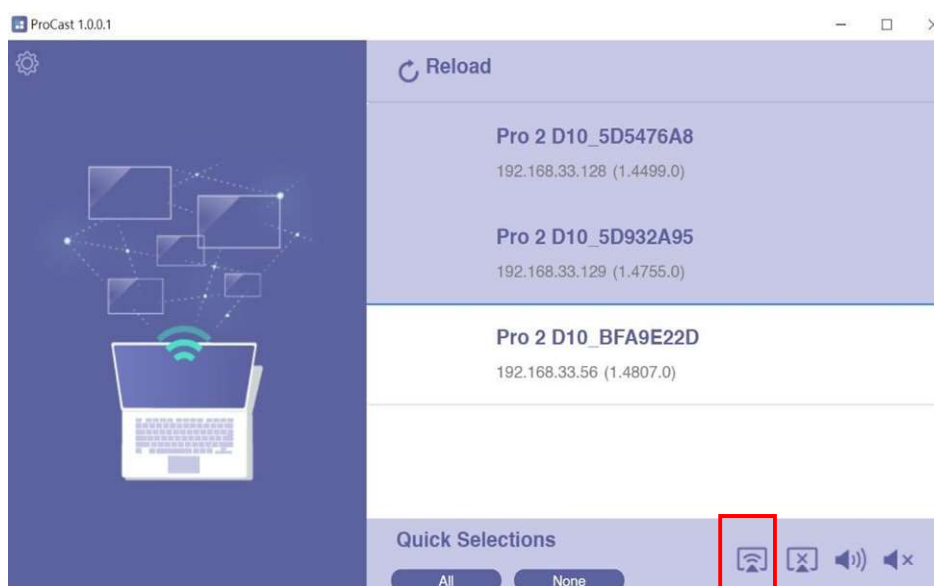 ProCast 1.0.0.1
Reload
Pro 2 D10_5D5476A8
192.168.33.128 (1.4499.0)
Pro 2 D10_5D932A95
192.168.33.129 (1.4755.0)
Pro 2 D10_BFA9E22D
192.168.33.56 (1.4807.0)
Quick Selections
All None